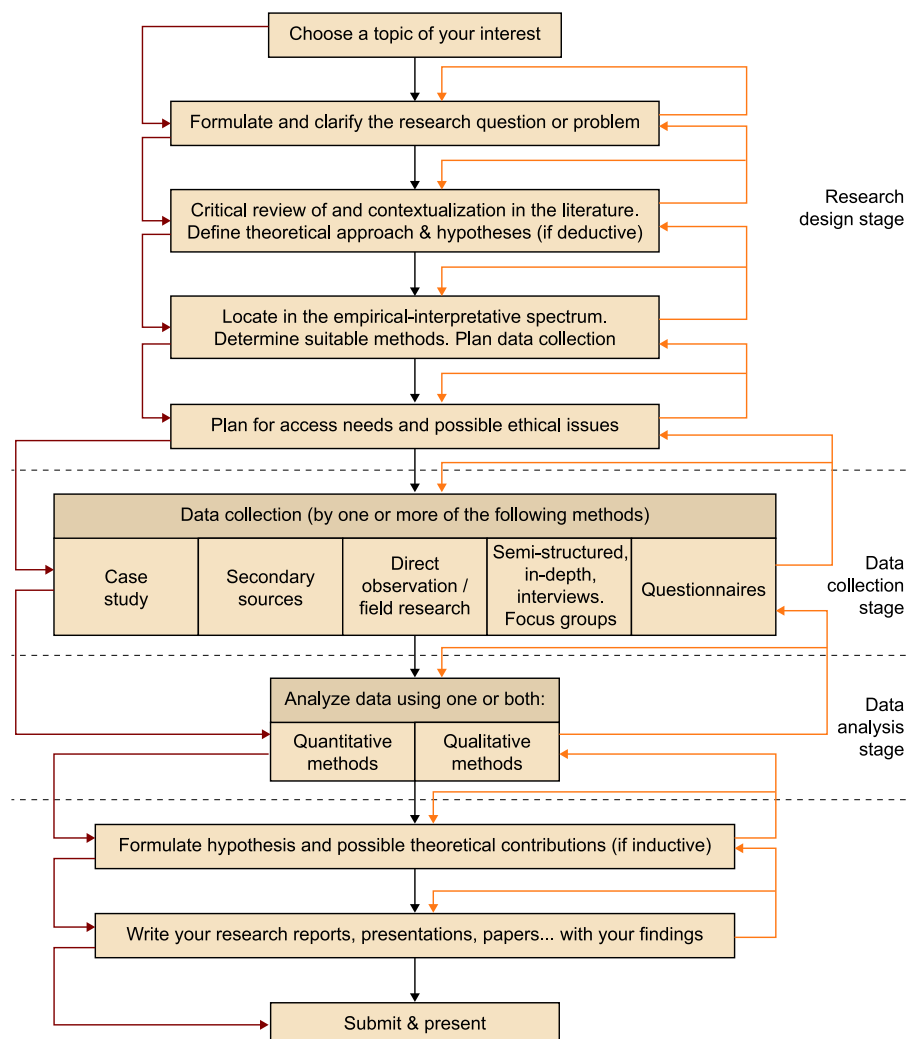 Choose a topic of your interest
Formulate and clarify the research question or problem
Critical review of and contextualization in the literature.
Define theoretical approach & hypotheses (if deductive)
Research
design stage
Locate in the empirical-interpretative spectrum.
Determine suitable methods. Plan data collection
Plan for access needs and possible ethical issues
Data collection (by one or more of the following methods)
Case
study
Secondary
sources
Direct
observation /
field research
Semi-structured,
in-depth,
interviews.
Focus groups
Questionnaires
Data
collection
stage
Analyze data using one or both:
Quantitative
methods
Qualitative
methods
Data
analysis
stage
Formulate hypothesis and possible theoretical contributions (if inductive)
Write your research reports, presentations, papers... with your findings
Submit & present